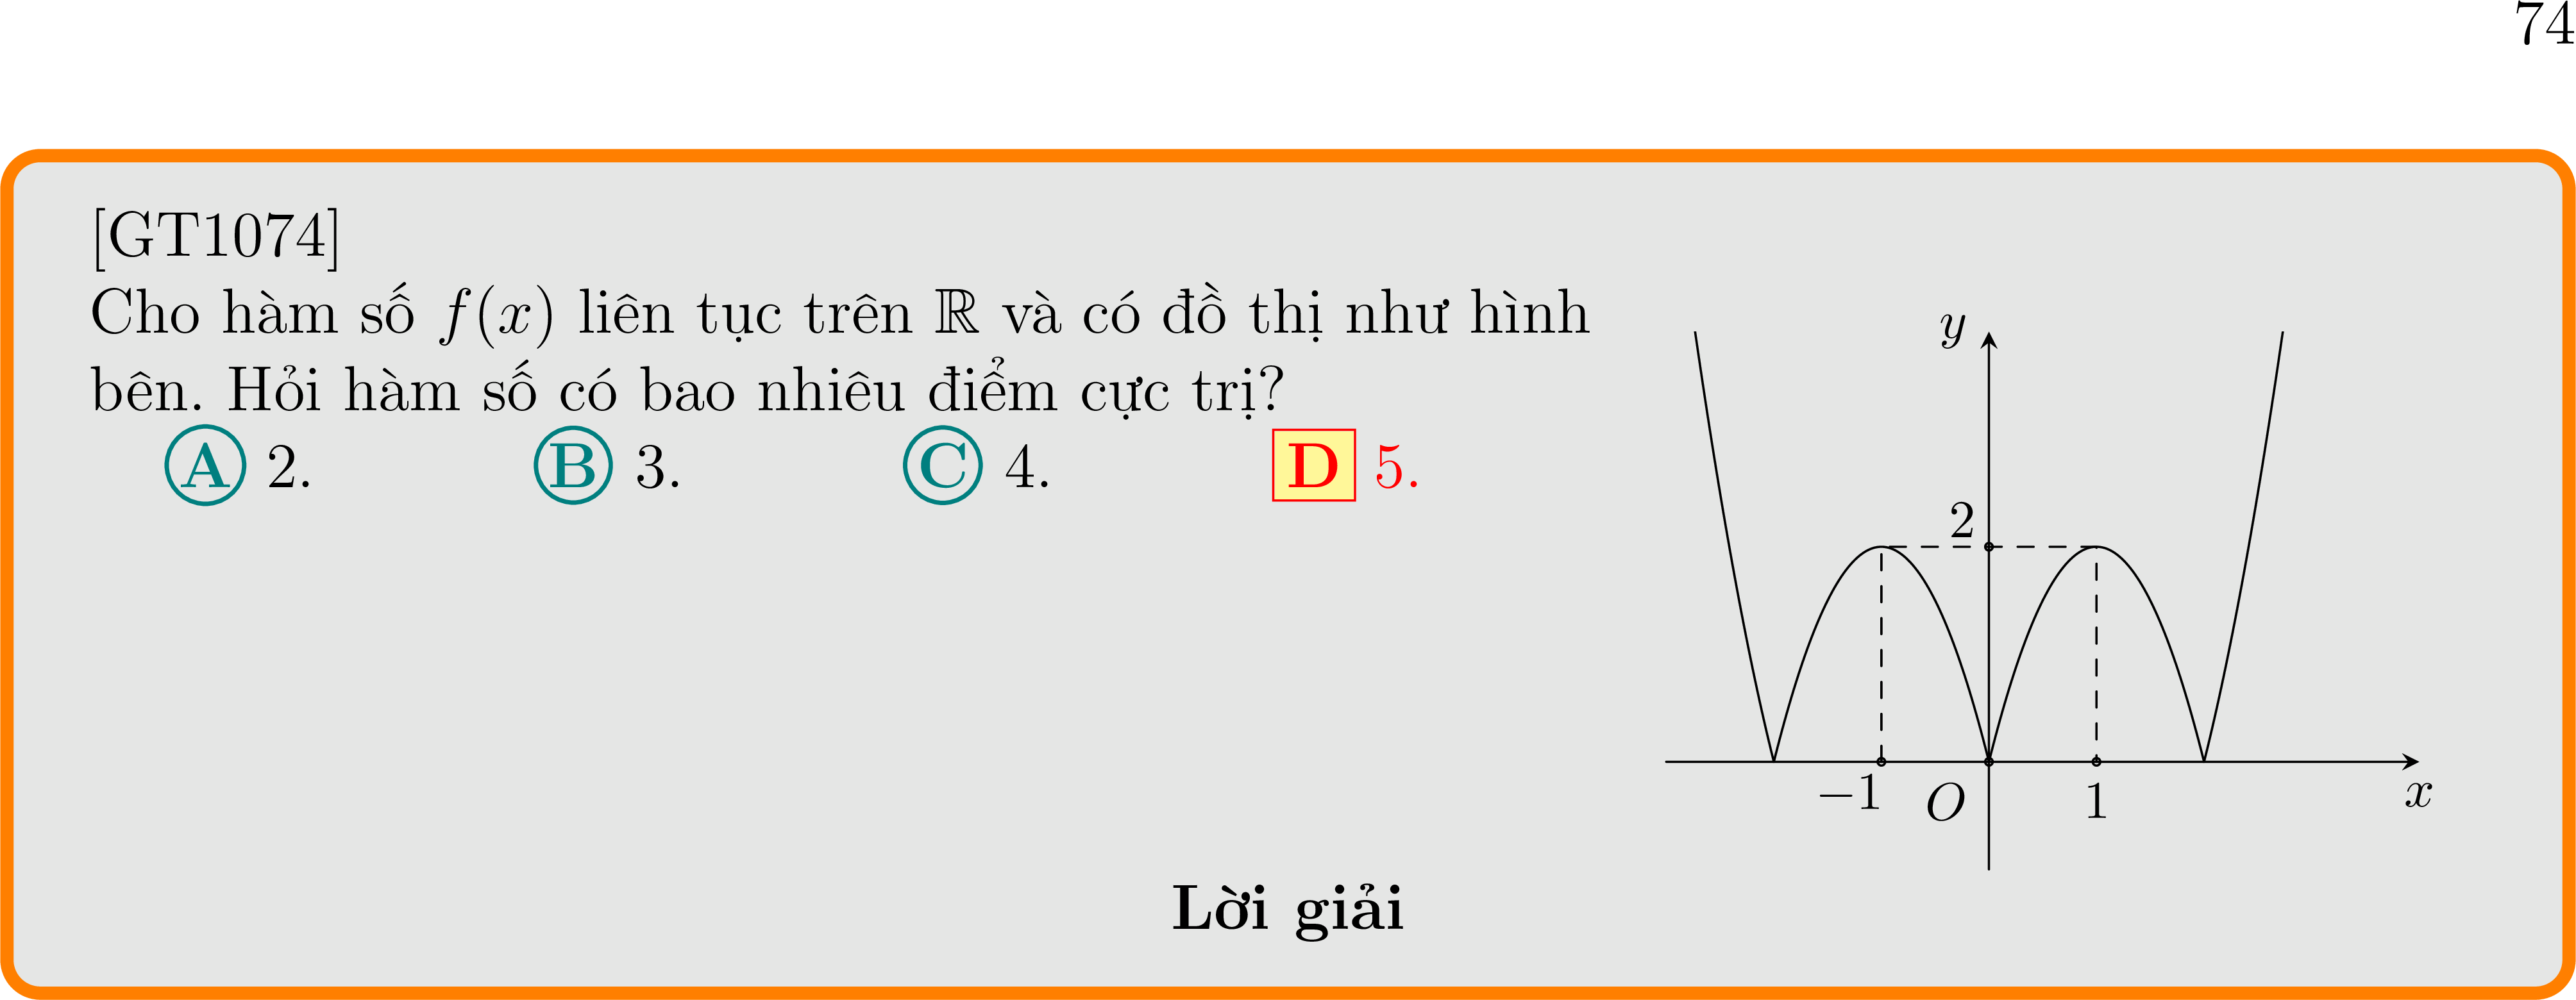 74
[GT1074]
Cho hàm số f(x) liên tục trên ℝ và có đồ thị như hình
bên. Hỏi hàm số có bao nhiêu điểm cực trị?
A 2. B 3. C 4. D 5.
y
2
−1 O 1 x
Lời giải